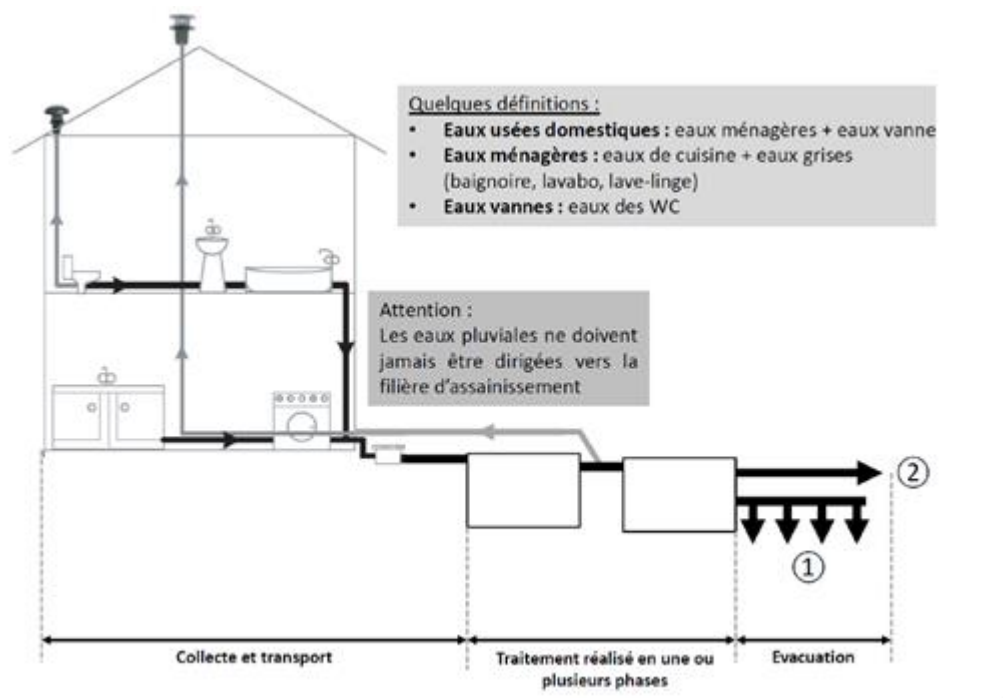 Quelques définitions :
• Eaux usées domestiques : eaux ménagères + eaux vanne
• Eaux ménagères : eaux de cuisine + eaux grises
(baignoire, lavabo, lave-linge)
• Eaux vannes : eaux des WC
Attention :
Les eaux pluviales ne doivent
jamais être dirigées vers la
filière d'assainissement
②
①
Collecte et transport
Traitement réalisé en une ou
plusieurs phases
Evacuation